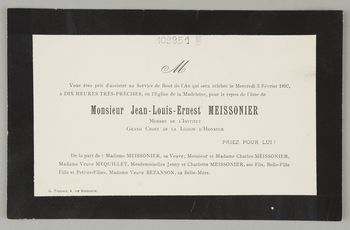 M
Vous êtes prié d'assister au Service de Bout de l'An qui sera célébré le Mercredi 3 Février
à DIX HEURES TRÈS-PRÉCISES, en l'Église de la Madeleine, pour le repos de l'âme de
Monsieur Jean-Louis-Ernest MEISSONIER
MEMBRE DE L'INSTITUT
GRAND CROIX DE LA LÉGION D'HONNEUR
PRIEZ POUR LUI!
De la part de : Madame MEISSONIER, sa Veuve; Monsieur et Madame Charles MEISSONIER,
Madame Veuve MEQUILLET, Mesdemoiselles Jenny et Charlotte MEISSONIER, ses Fils, Belle-Fille
Fille et Petites-Filles, Madame Veuve BEZANSON, sa Belle-Mère.